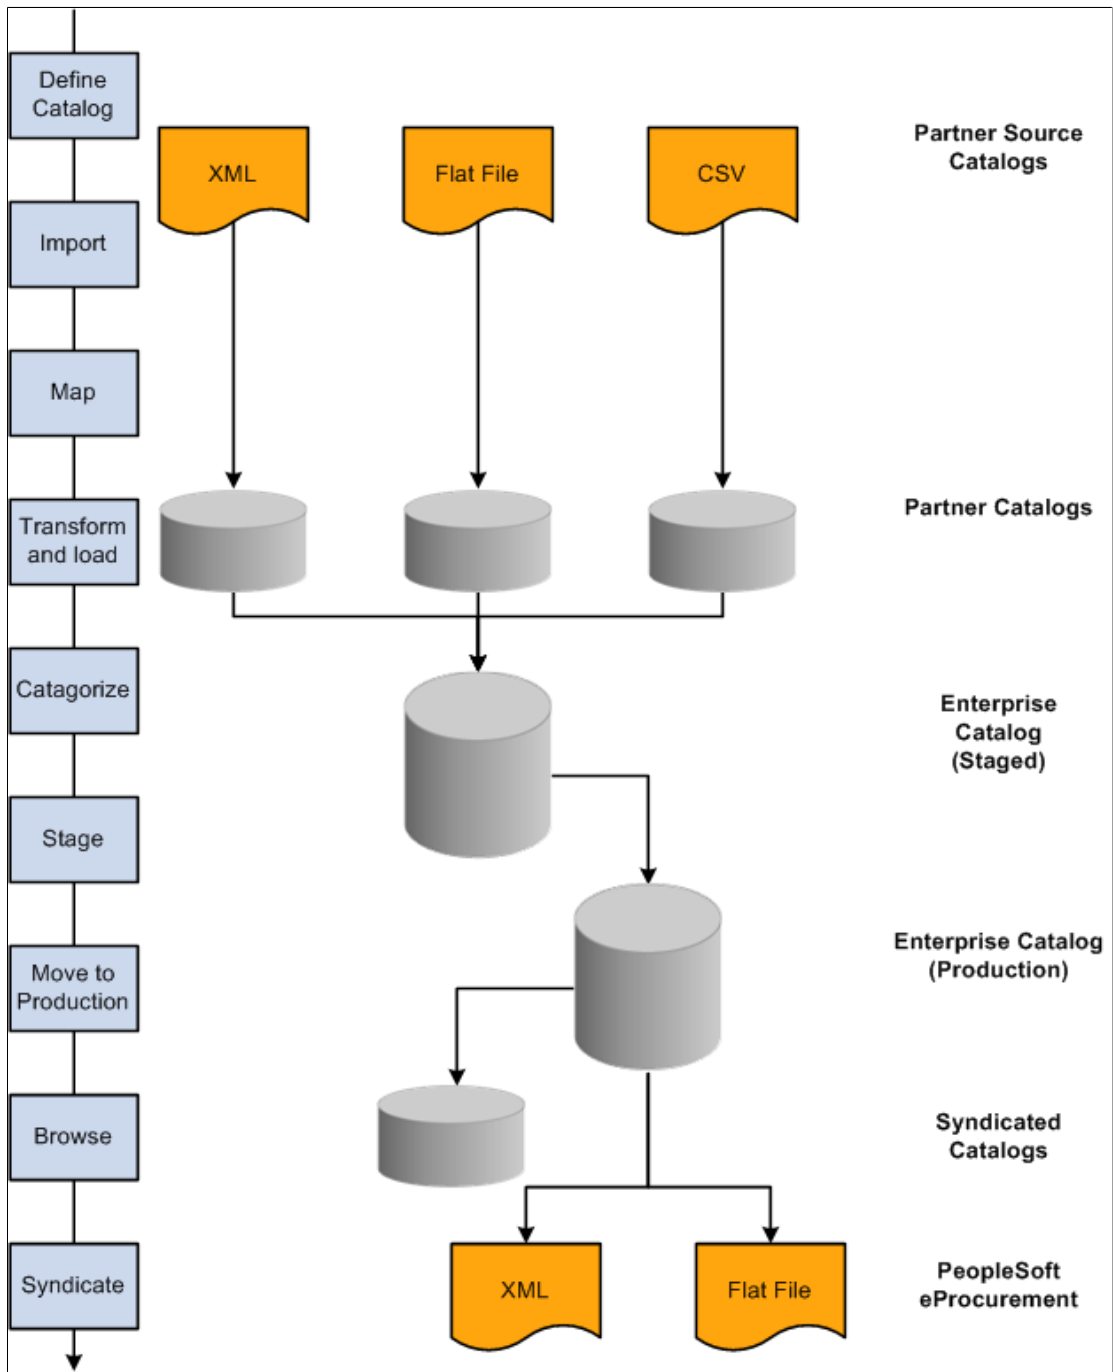 Define
Catalog
Import
Map
Transform
and load
Catagorize
Stage
Move to
Production
Browse
Syndicate
XML
Flat File
CSV
XML
Flat File
Partner Source
Catalogs
Partner Catalogs
Enterprise
Catalog
(Staged)
Enterprise Catalog
(Production)
Syndicated
Catalogs
PeopleSoft
eProcurement